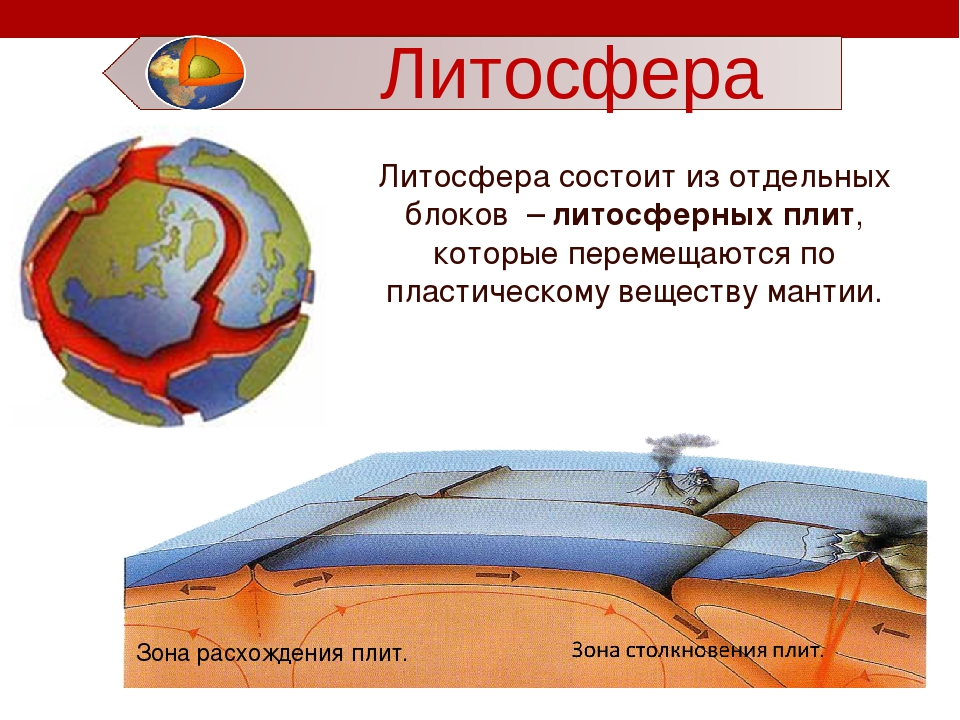 Литосфера
Литосфера состоит из отдельных
блоков – литосферных плит,
которые перемещаются по
пластическому веществу мантии.
Зона расхождения плит.
Зона столкновения плит.